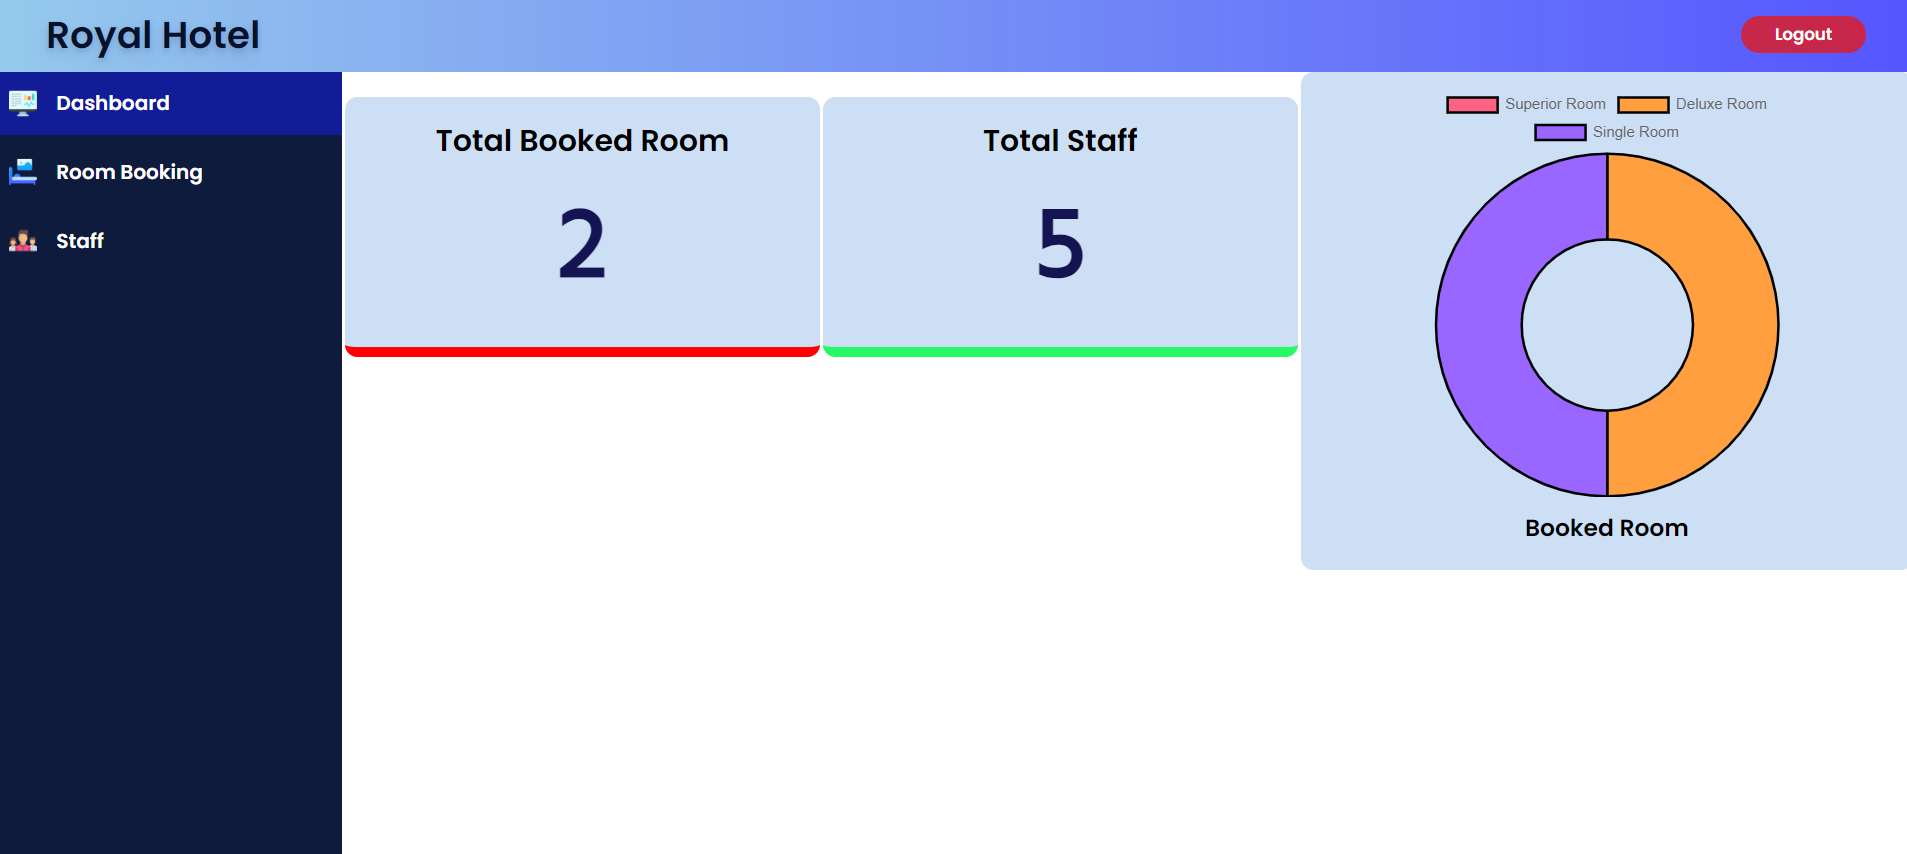 Royal Hotel
Logout
Dashboard
Room Booking
Staff
Total Booked Room
2
Total Staff
5
Superior Room
Deluxe Room
Single Room
Booked Room